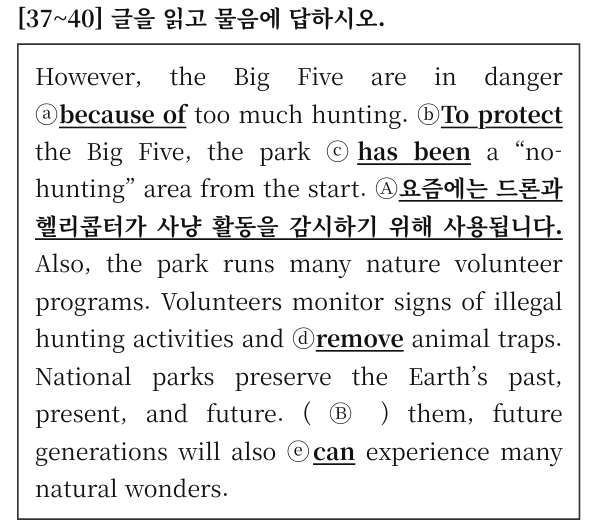 [37~40] 글을 읽고 물음에 답하시오.
However, the Big Five are in danger
ⓐbecause of too much hunting. ⓑTo protect
the Big Five, the park ⓒ has been a “no-
hunting” area from the start. Ⓐ요즘에는 드론과
헬리콥터가 사냥 활동을 감시하기 위해 사용됩니다.
Also, the park runs many nature volunteer
programs. Volunteers monitor signs of illegal
hunting activities and ⓓremove animal traps.
National parks preserve the Earth’s past,
present, and future. ( Ⓑ ) them, future
generations will also ⓔcan experience many
natural wonders.